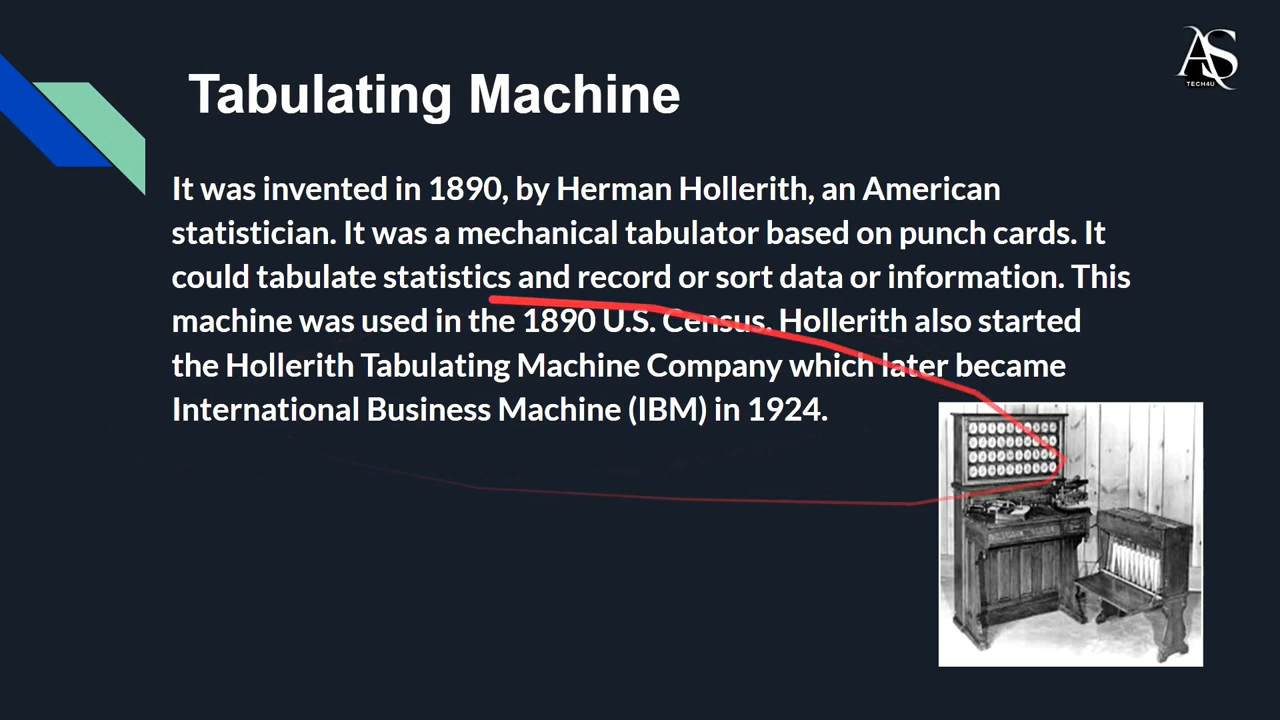 AS
TECH4U
Tabulating Machine
It was invented in 1890, by Herman Hollerith, an American
statistician. It was a mechanical tabulator based on punch cards. It
could tabulate statistics and record or sort data or information. This
machine was used in the 1890 U.S. Census. Hollerith also started
the Hollerith Tabulating Machine Company which later became
International Business Machine (IBM) in 1924.